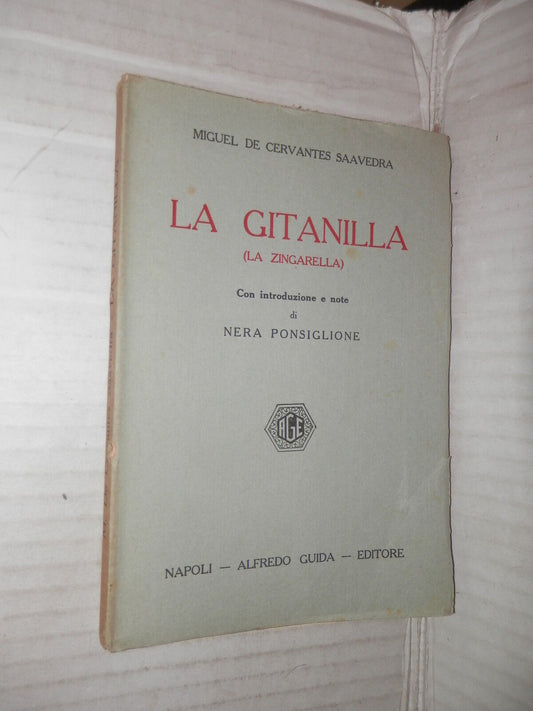 MIGUEL DE CERVANTES SAAVEDRA
LA GITANILLA
(LA ZINGARELLA)
Con introduzione e note
di
NERA PONSIGLIONE
AGE
NAPOLI — ALFREDO GUIDA — EDITORE